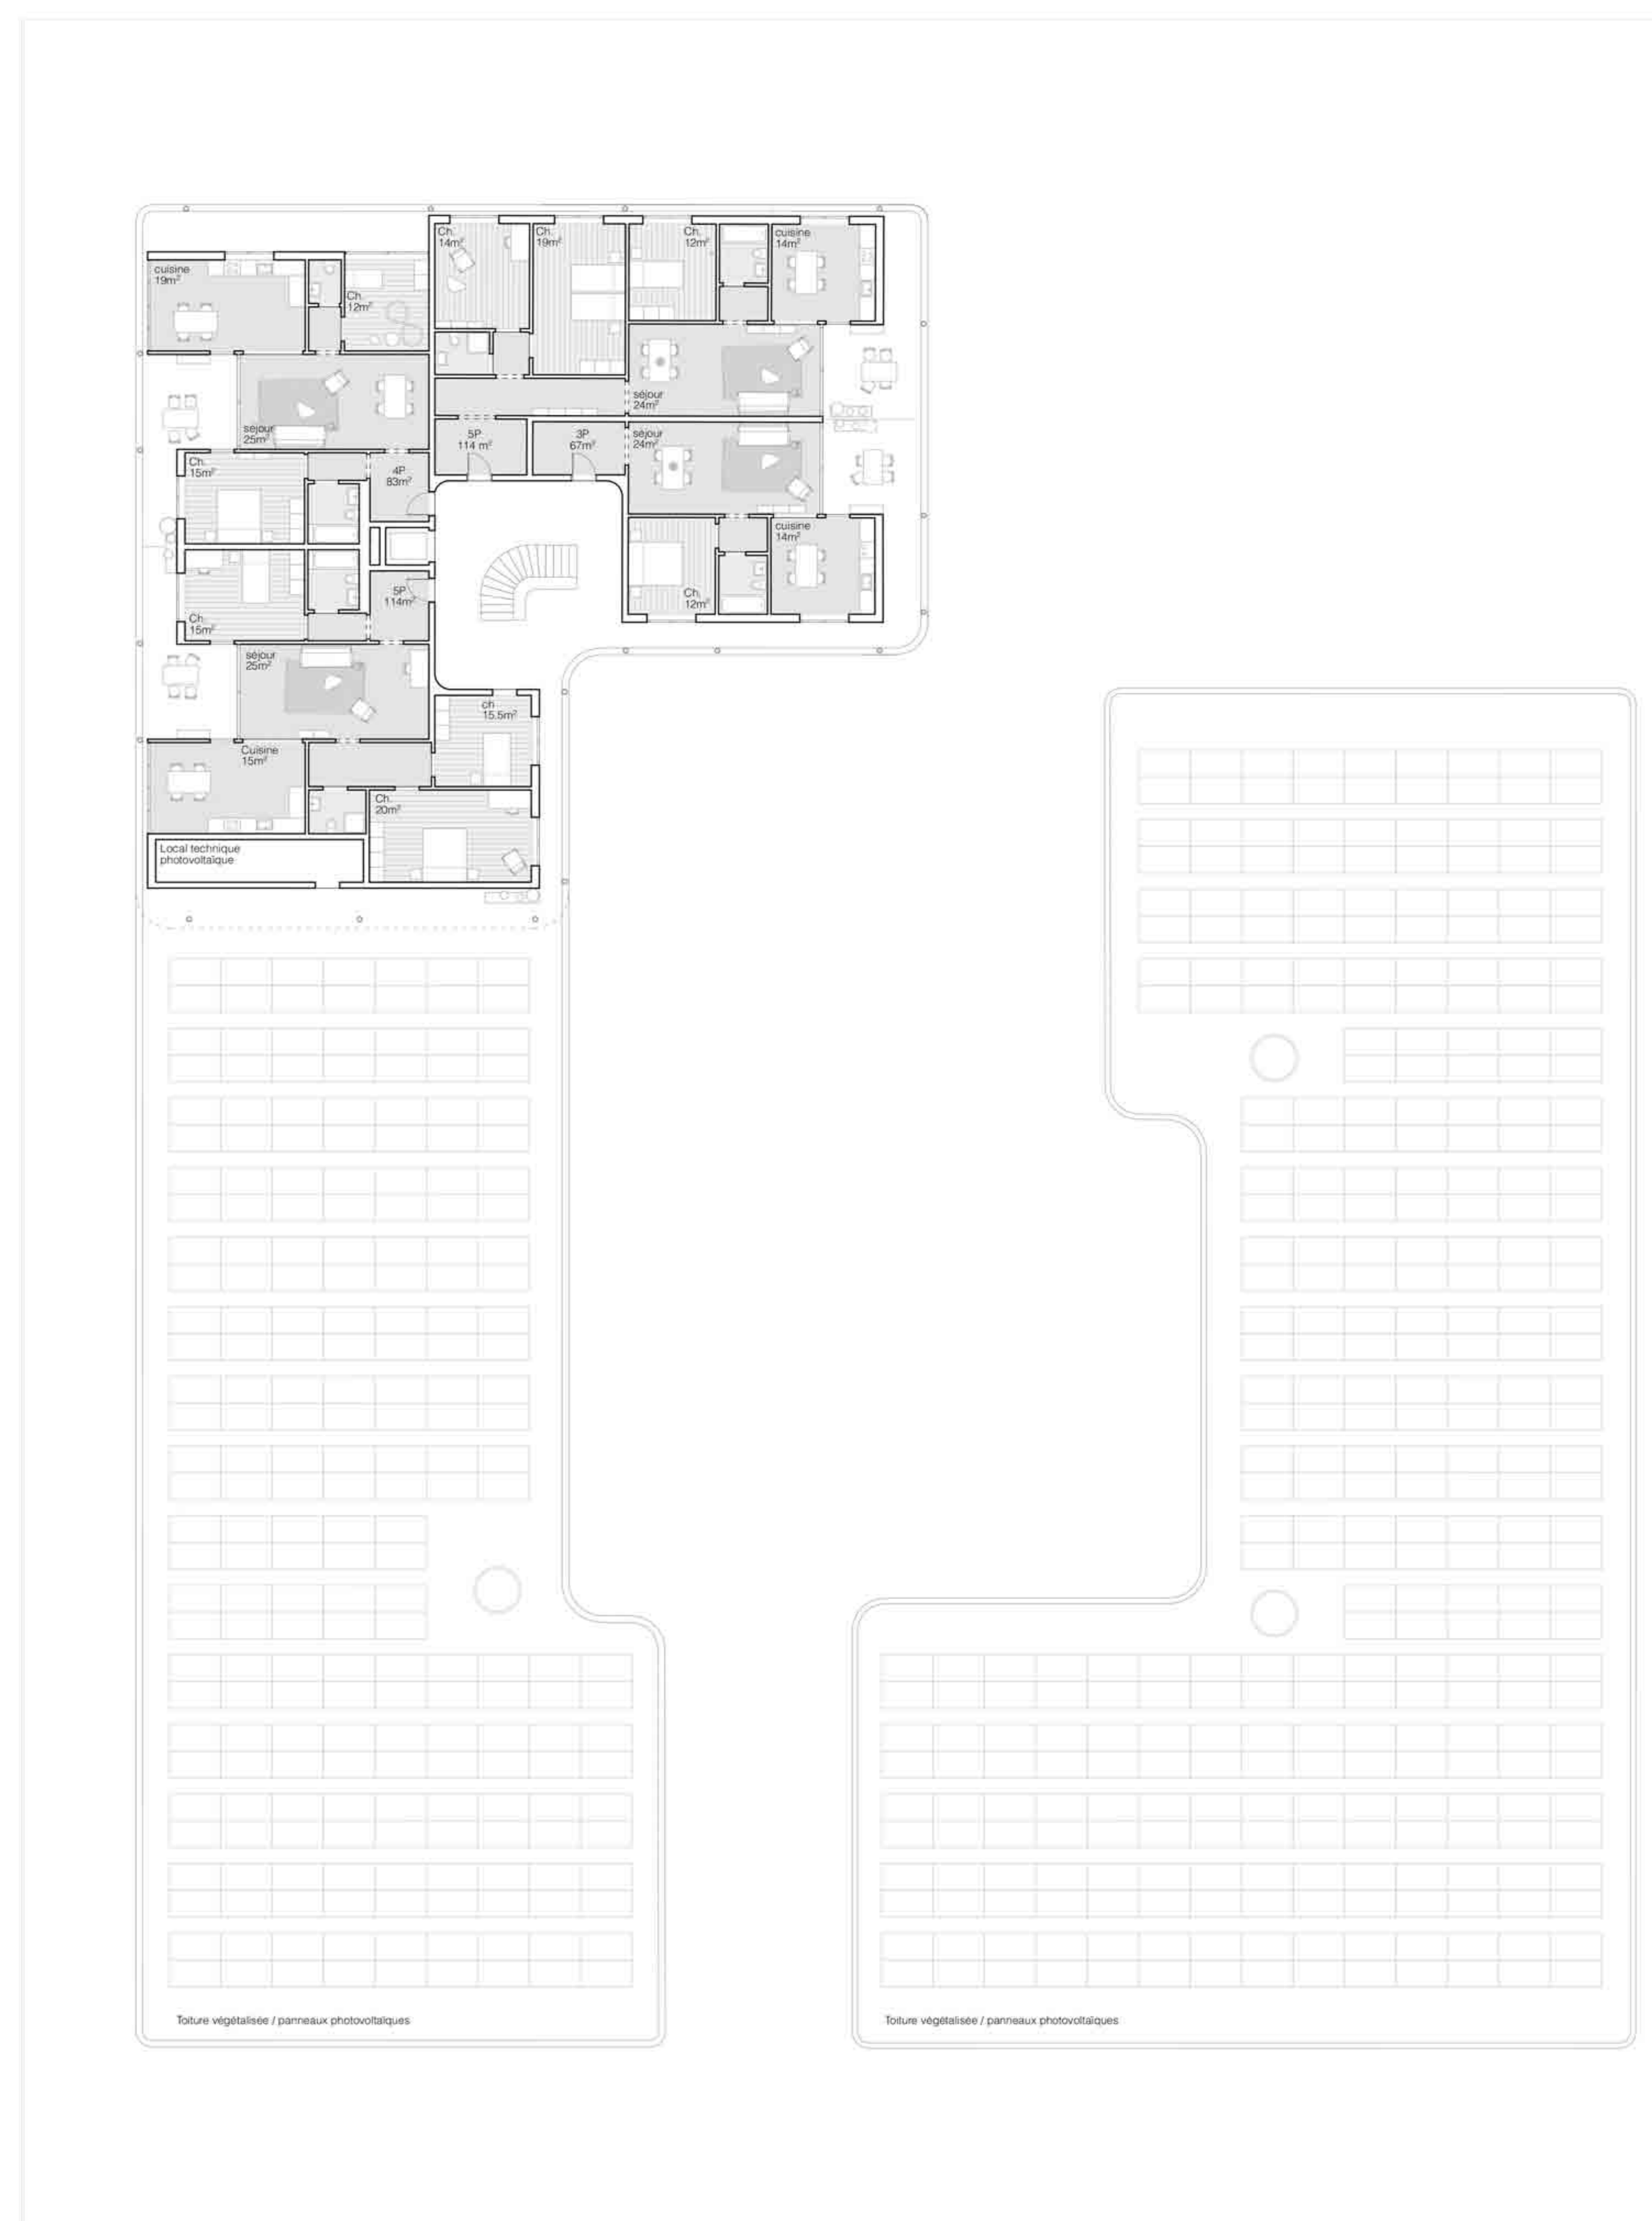 Ch.
14m²
Ch.
19m²
Ch.
12m²
cuisine
14m²
cuisine
19m²
Ch.
12m²
séjour
24m²
séjour
25m²
5P
114 m²
3P
67m²
séjour
24m²
Ch.
15m²
4P
83m²
cuisine
14m²
Ch.
12m²
5P
114m²
Ch.
15m²
séjour
25m²
ch
15.5m²
Cuisine
15m²
Ch.
20m²
Local technique
photovoltaïque
Toiture végétalisée / panneaux photovoltaïques
Toiture végétalisée / panneaux photovoltaïques